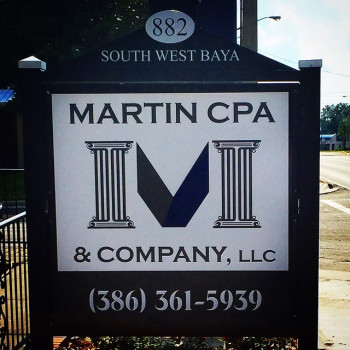 882
SOUTH WEST BAYA
MARTIN CPA
M
& COMPANY, LLC
(386) 361-5939